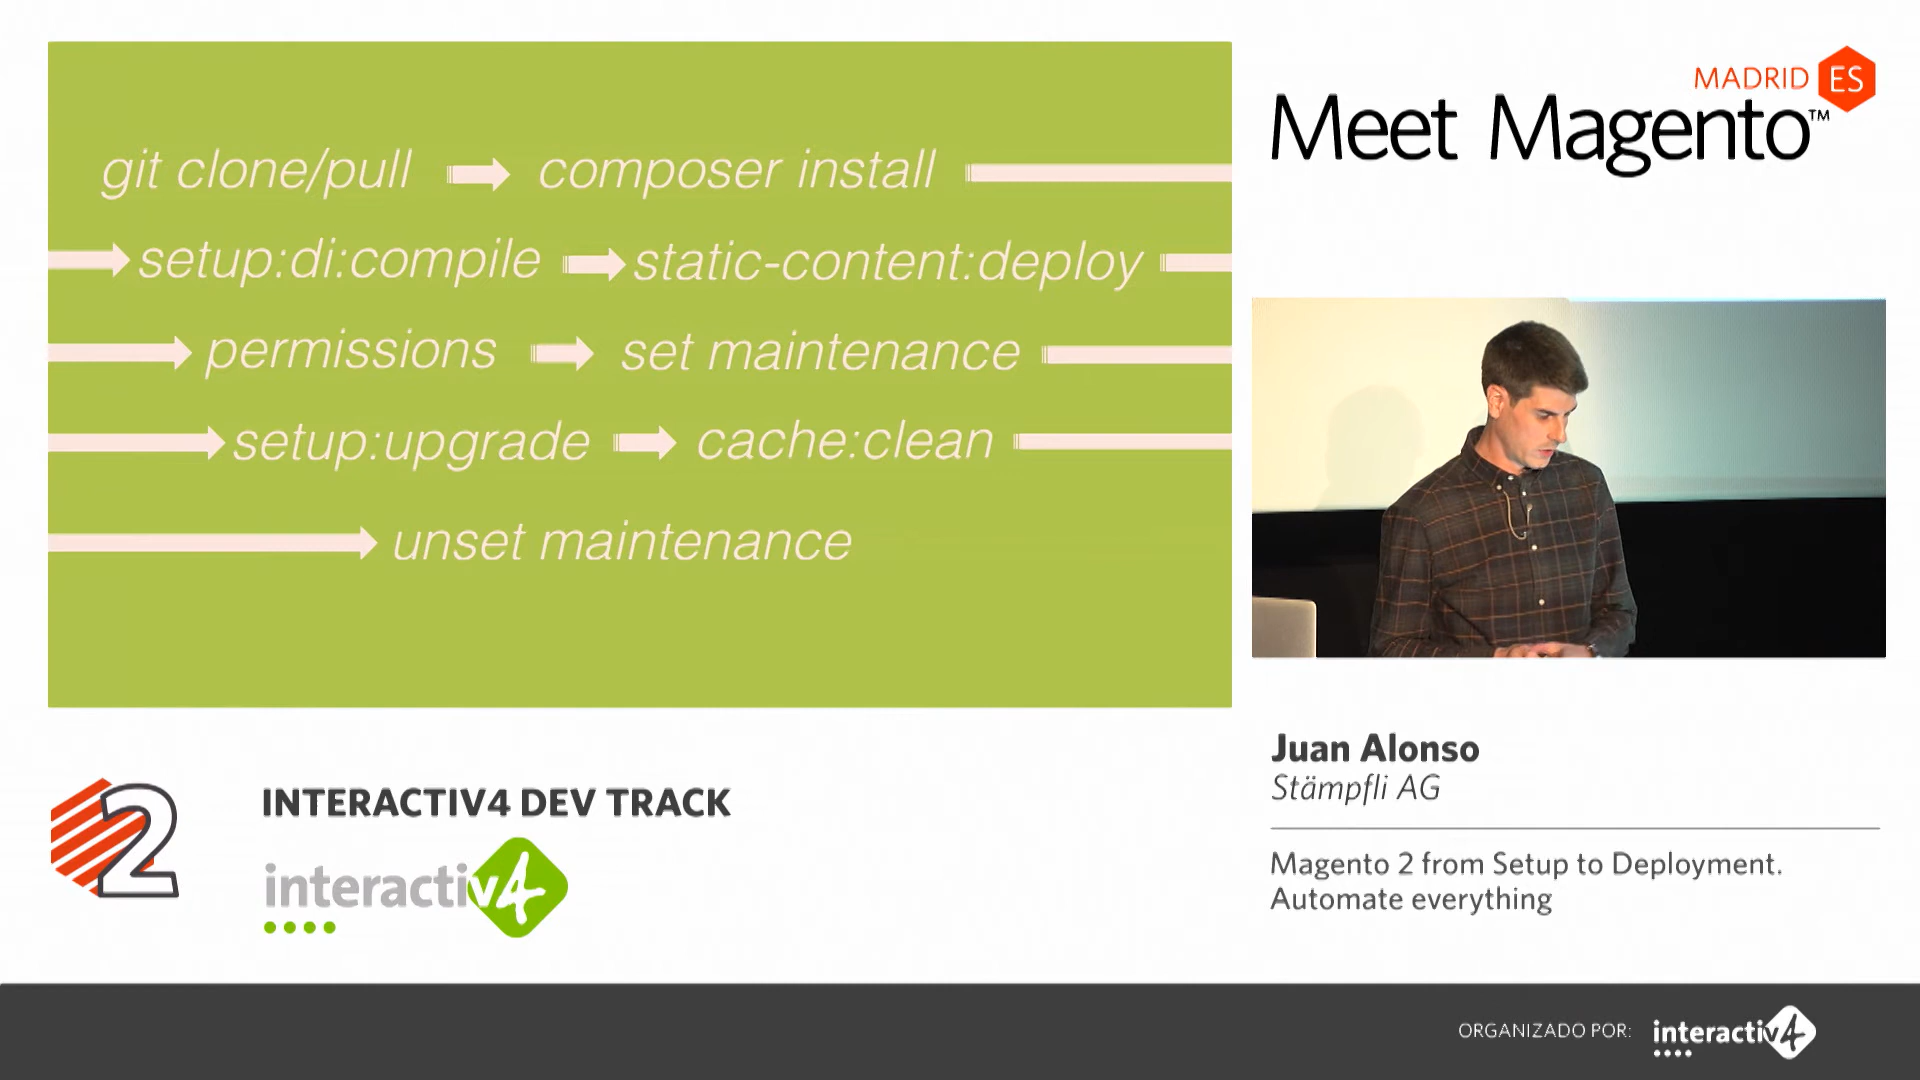 git clone/pull composer install
setup:di:compile static-content:deploy
permissions set maintenance
setup:upgrade cache:clean
unset maintenance
MADRID ES
Meet Magento™
Juan Alonso
Stämpfli AG
Magento 2 from Setup to Deployment.
Automate everything
2
INTERACTIV4 DEV TRACK
interactiv4
ORGANIZADO POR: interactiv4